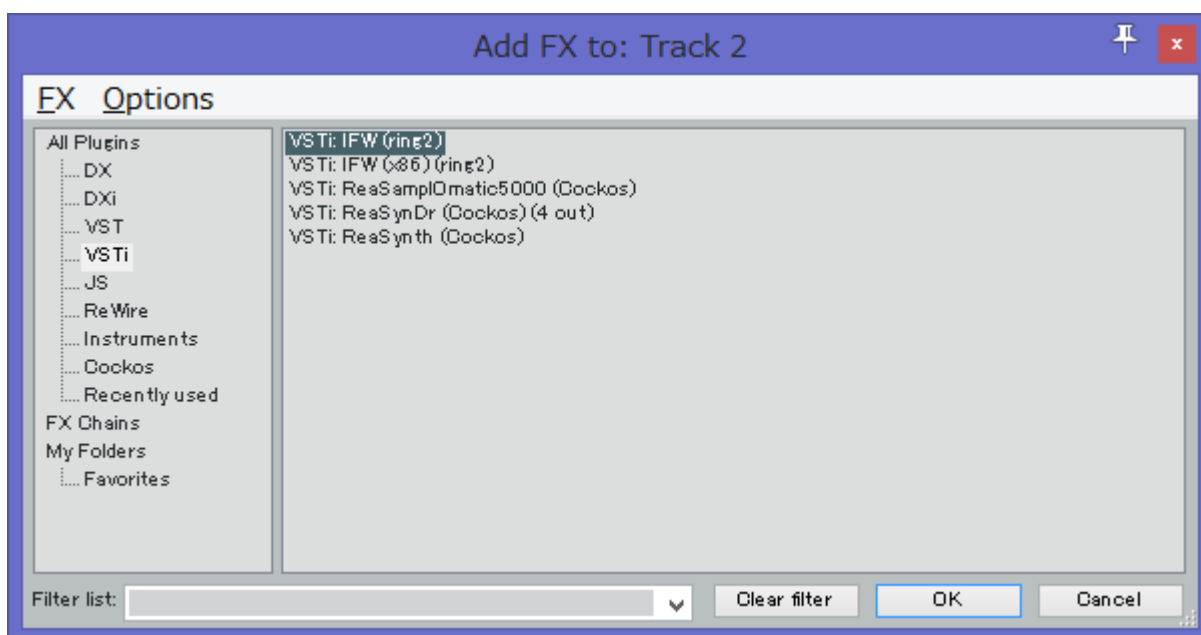 Add FX to: Track 2
FX Options
All Plugins
DX
DXi
VST
VSTi
JS
ReWire
Instruments
Cockos
Recently used
FX Chains
My Folders
Favorites
VSTi: IFW (ring2)
VSTi: IFW (x86) (ring2)
VSTi: ReaSamplOmatic5000 (Cockos)
VSTi: ReaSynDr (Cockos) (4 out)
VSTi: ReaSynth (Cockos)
Filter list:
Clear filter
OK
Cancel